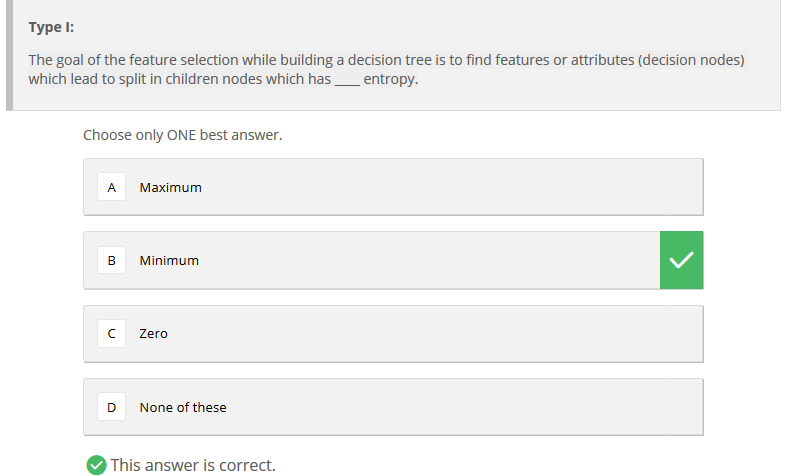 Type I:
The goal of the feature selection while building a decision tree is to find features or attributes (decision nodes)
which lead to split in children nodes which has ____ entropy.
Choose only ONE best answer.
A Maximum
B Minimum
C Zero
D None of these
This answer is correct.